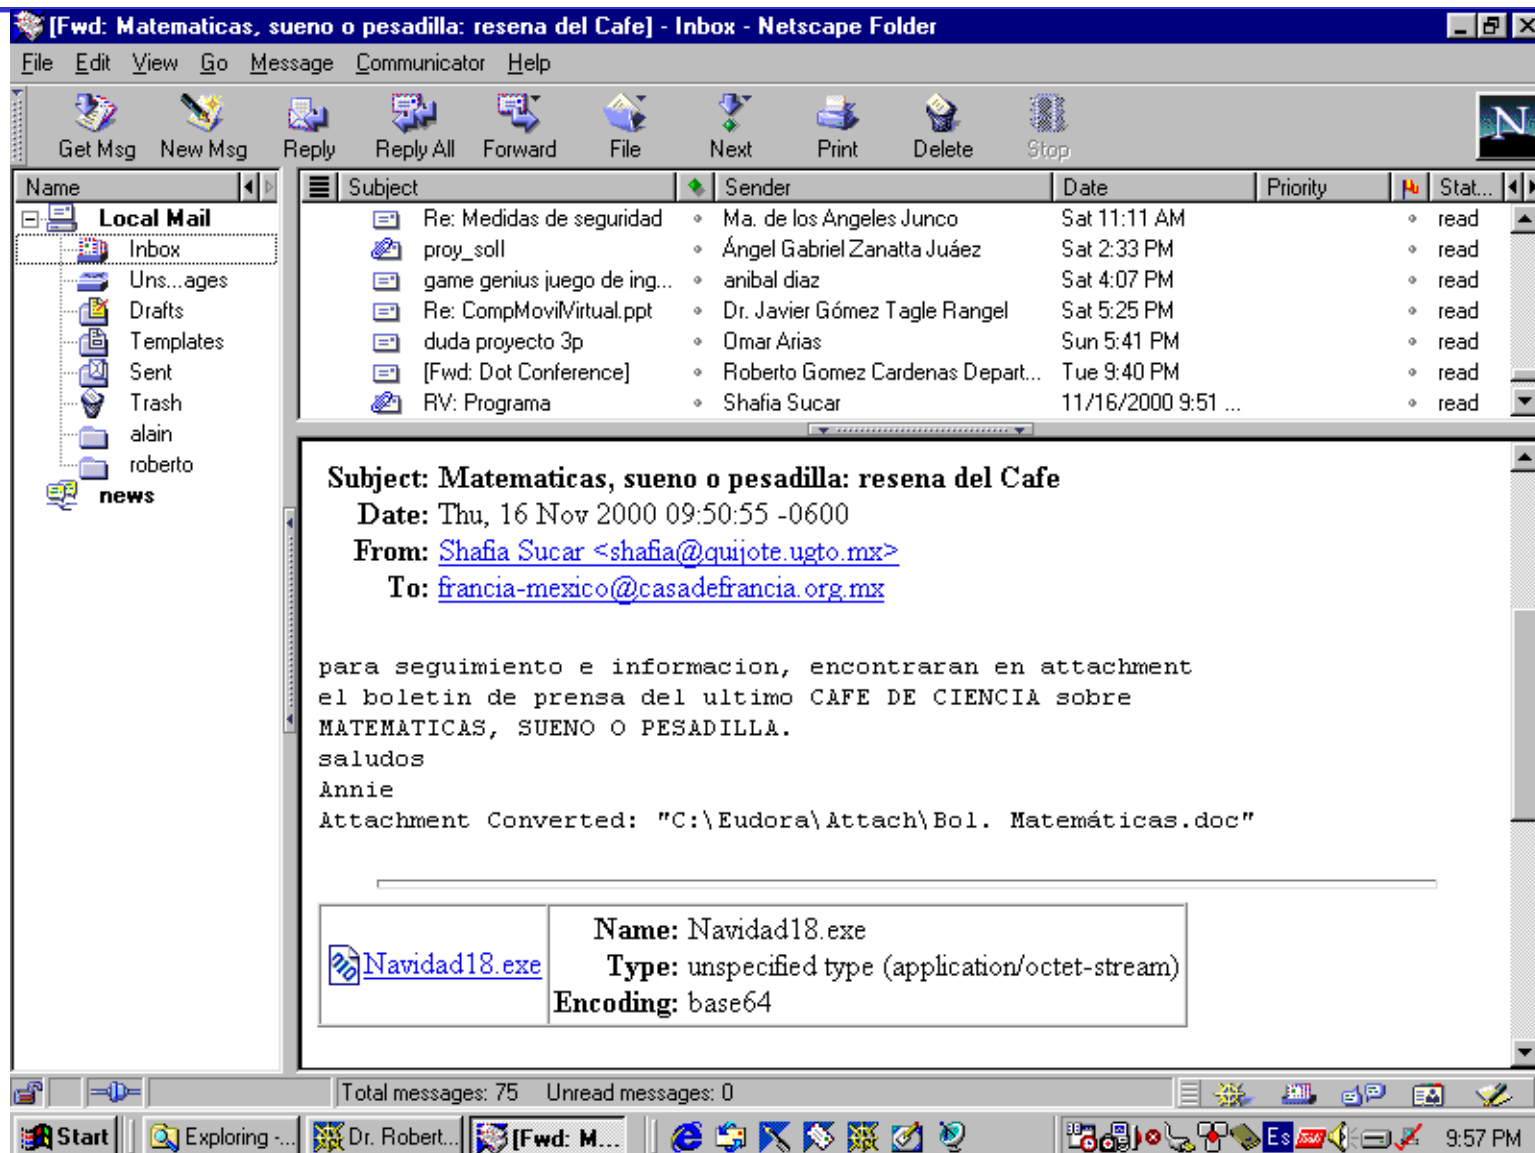 [Fwd: Matematicas, sueno o pesadilla: resena del Cafe] - Inbox - Netscape Folder
File Edit View Go Message Communicator Help
Get Msg New Msg Reply Reply All Forward File Next Print Delete Stop
N
Name Subject Sender Date Priority Stat...
Local Mail
Inbox
Uns...ages
Drafts
Templates
Sent
Trash
alain
roberto
news
Re: Medidas de seguridad Ma. de los Angeles Junco Sat 11:11 AM read
proy_soll Ángel Gabriel Zanatta Juáez Sat 2:33 PM read
game genius juego de ing... anibal diaz Sat 4:07 PM read
Re: CompMovilVirtual.ppt Dr. Javier Gómez Tagle Rangel Sat 5:25 PM read
duda proyecto 3p Omar Arias Sun 5:41 PM read
[Fwd: Dot Conference] Roberto Gomez Cardenas Depart... Tue 9:40 PM read
RV: Programa Shafia Sucar 11/16/2000 9:51 ... read
Subject: Matematicas, sueno o pesadilla: resena del Cafe
Date: Thu, 16 Nov 2000 09:50:55 -0600
From: Shafia Sucar <shafia@quijote.ugto.mx>
To: francia-mexico@casadefrancia.org.mx
para seguimiento e informacion, encontraran en attachment
el boletin de prensa del ultimo CAFE DE CIENCIA sobre
MATEMATICAS, SUENO O PESADILLA.
saludos
Annie
Attachment Converted: "C:\Eudora\Attach\Bol. Matemáticas.doc"
Navidad18.exe
Name: Navidad18.exe
Type: unspecified type (application/octet-stream)
Encoding: base64
Total messages: 75 Unread messages: 0
Start Exploring -... Dr. Robert... [Fwd: M... Es 9:57 PM